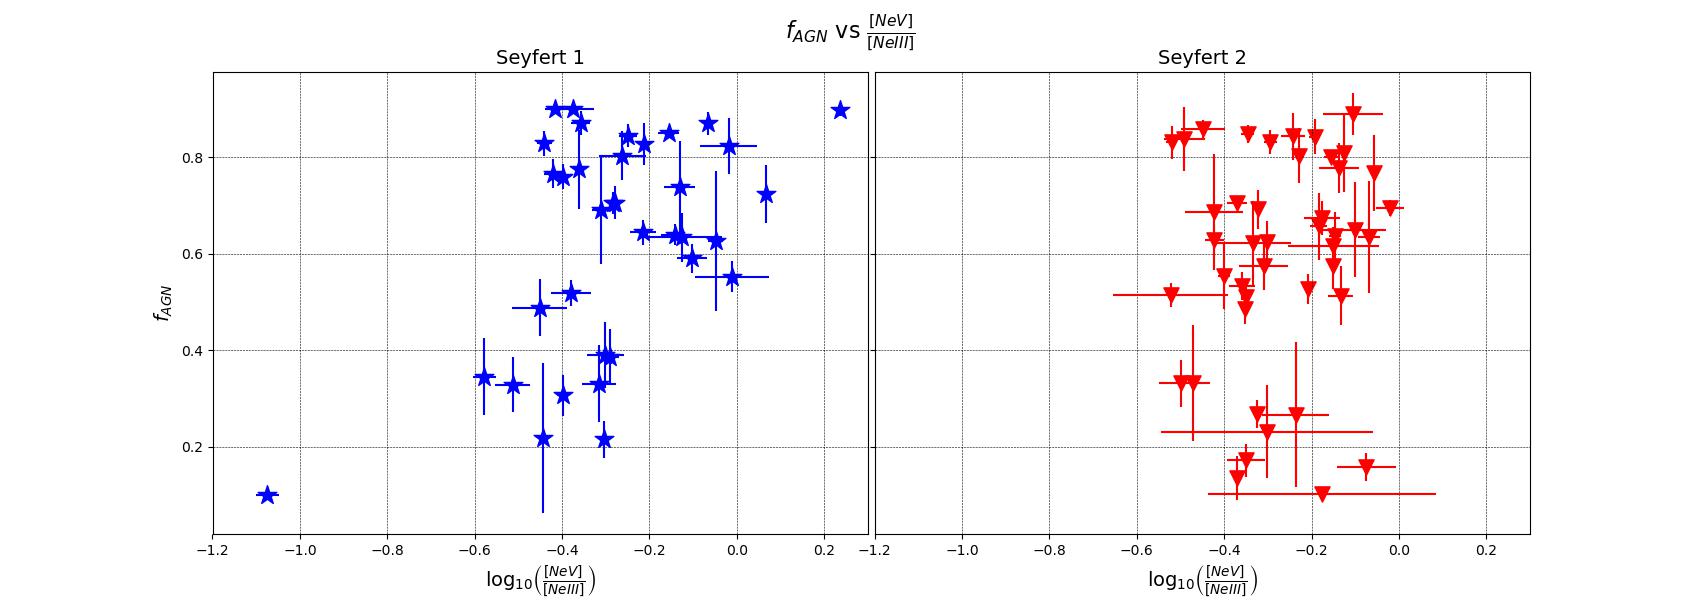 f_AGN vs [NeV]/[NeIII]
Seyfert 1
Seyfert 2
f_AGN
0.8
0.6
0.4
0.2
−1.2 −1.0 −0.8 −0.6 −0.4 −0.2 0.0 0.2
−1.2 −1.0 −0.8 −0.6 −0.4 −0.2 0.0 0.2
log10([NeV]/[NeIII])
log10([NeV]/[NeIII])